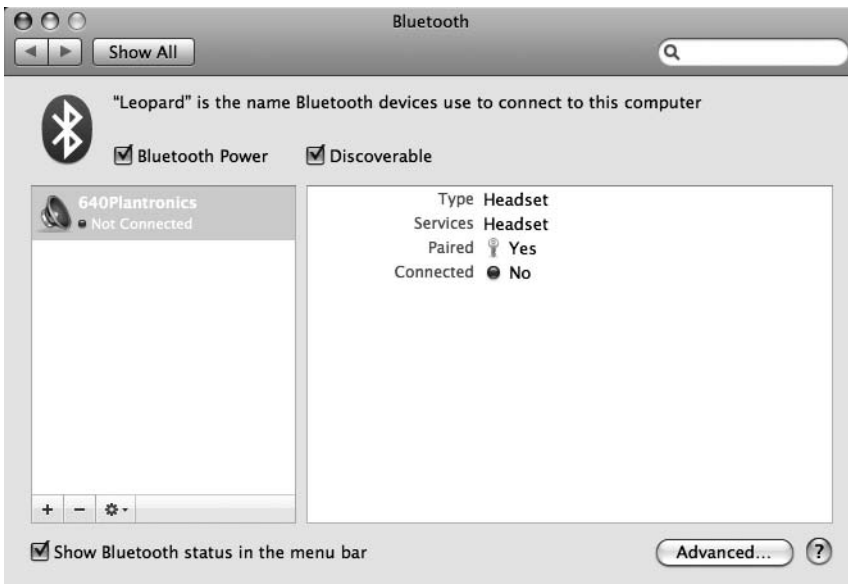 Bluetooth
Show All
“Leopard” is the name Bluetooth devices use to connect to this computer
Bluetooth Power
Discoverable
640Plantronics
Not Connected
Type Headset
Services Headset
Paired Yes
Connected No
Show Bluetooth status in the menu bar
Advanced...
?